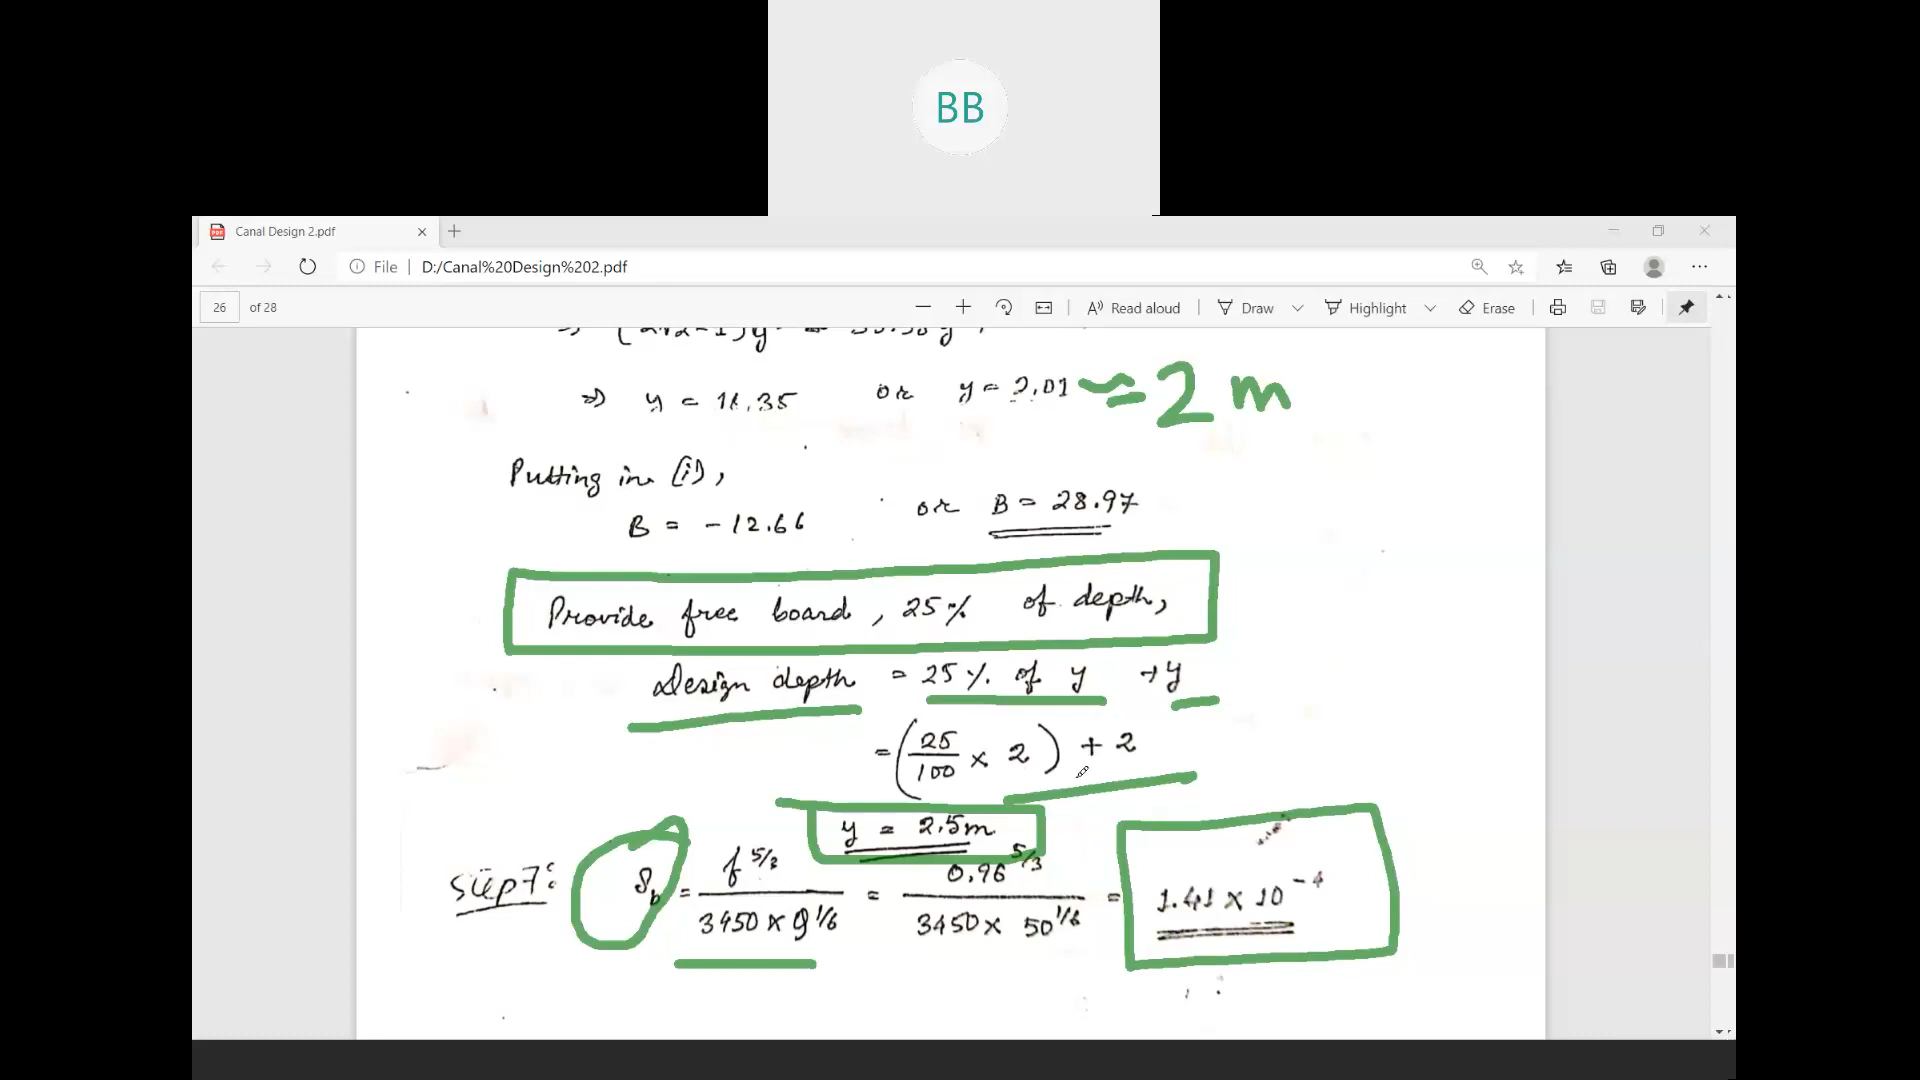 BB
Canal Design 2.pdf
File | D:/Canal%20Design%202.pdf
26 of 28 Read aloud Draw Highlight Erase
⇒ y = 16.35 or y = 2.01 ≈ 2 m
Putting in (i),
B = -12.66 or B = 28.97
Provide free board, 25% of depth,
Design depth = 25% of y + y
= (25/100 × 2) + 2
y = 2.5m
Step7: S_b = f^5/3 / 3450 × Q^1/6 = 0.96^5/3 / 3450 × 50^1/6 = 1.41 × 10^-4